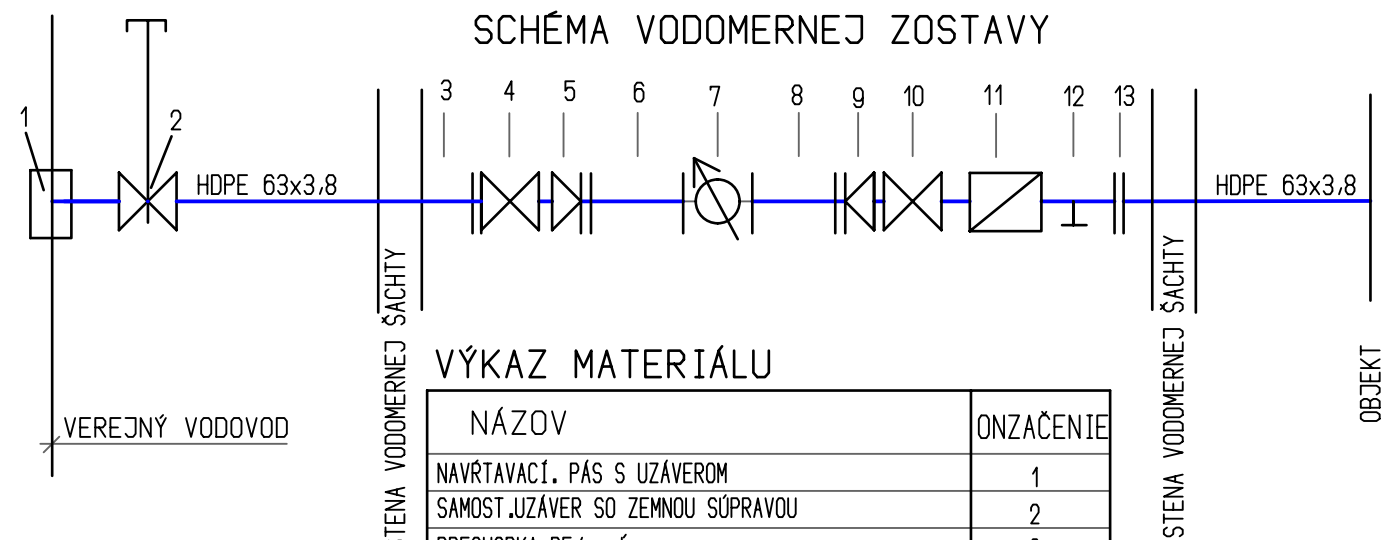 SCHÉMA VODOMERNEJ ZOSTAVY
3 4 5 6 7 8 9 10 11 12 13
1 2
HDPE 63x3,8
HDPE 63x3,8
STENA VODOMERNEJ ŠACHTY
STENA VODOMERNEJ ŠACHTY
OBJEKT
VEREJNÝ VODOVOD
VÝKAZ MATERIÁLU
NÁZOV ONZAČENIE
NAVŔTAVACÍ. PÁS S UZÁVEROM 1
SAMOST.UZÁVER SO ZEMNOU SÚPRAVOU 2